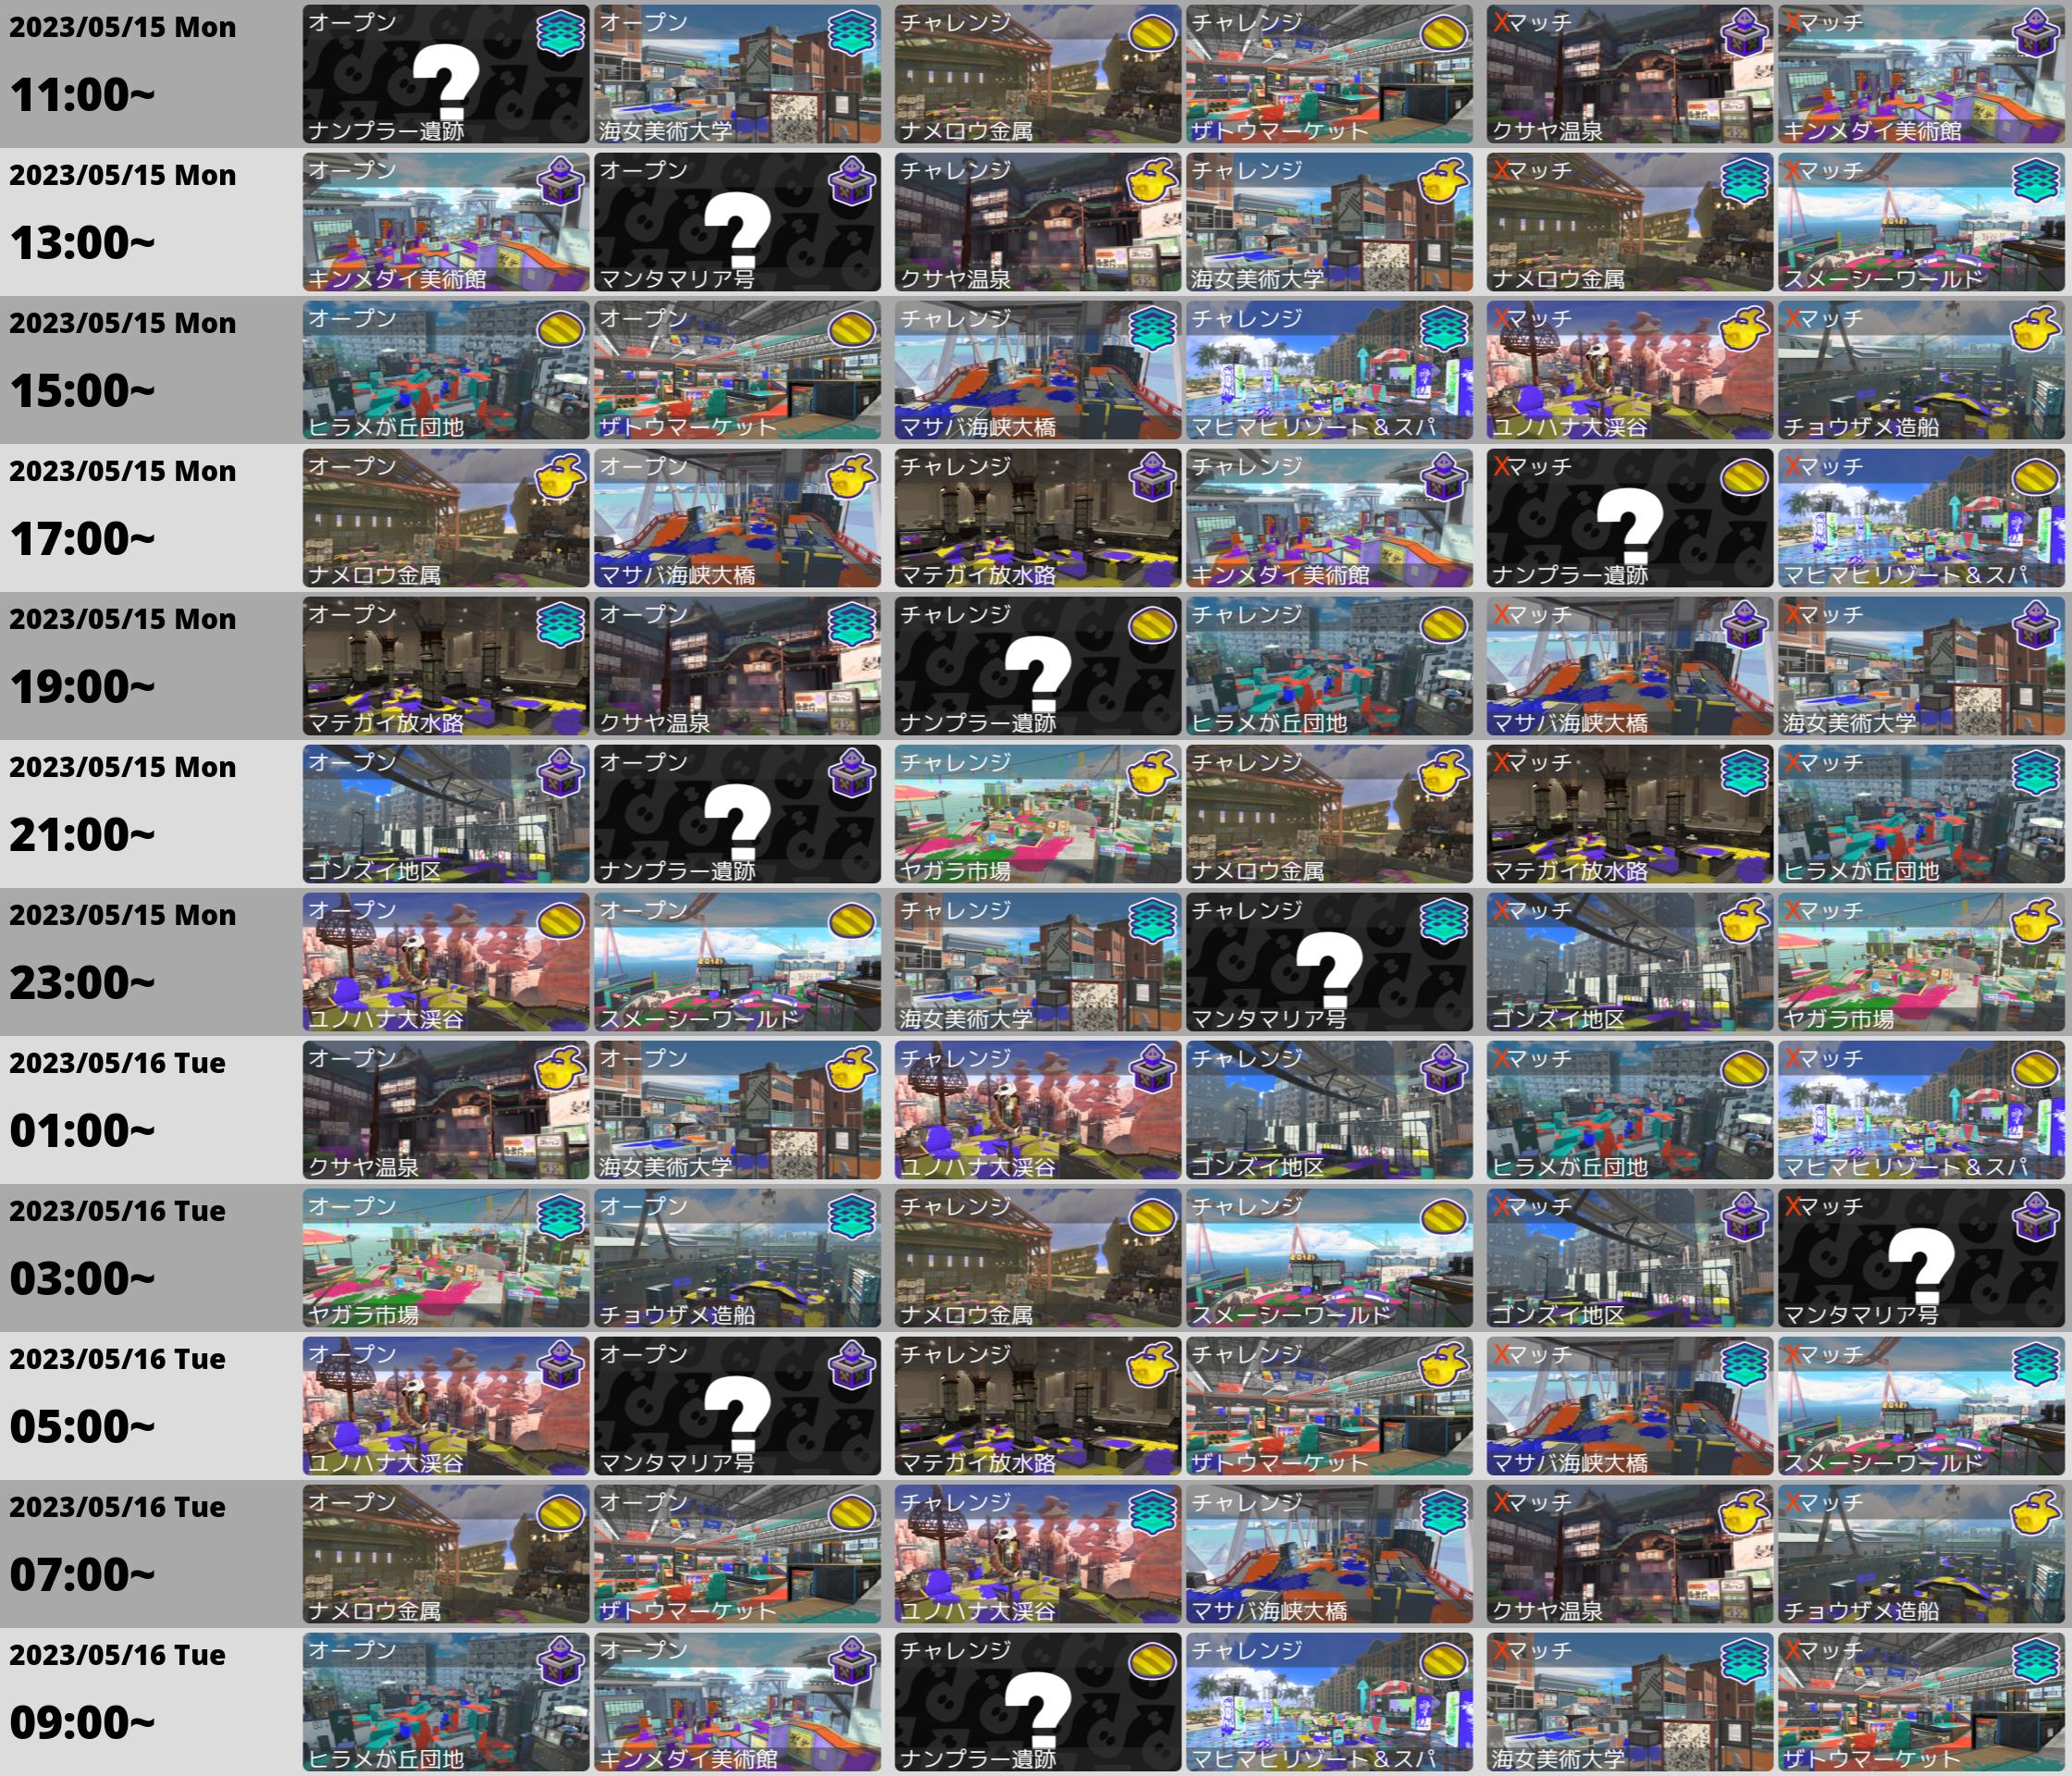 2023/05/15 Mon
11:00~
オープン オープン チャレンジ チャレンジ Xマッチ Xマッチ
ナンプラー遺跡 海女美術大学 ナメロウ金属 ザトウマーケット クサヤ温泉 キンメダイ美術館
2023/05/15 Mon
13:00~
オープン オープン チャレンジ チャレンジ Xマッチ Xマッチ
キンメダイ美術館 マンタマリア号 クサヤ温泉 海女美術大学 ナメロウ金属 スメーシーワールド
2023/05/15 Mon
15:00~
オープン オープン チャレンジ チャレンジ Xマッチ Xマッチ
ヒラメが丘団地 ザトウマーケット マサバ海峡大橋 マヒマヒリゾート＆スパ ユノハナ大渓谷 チョウザメ造船
2023/05/15 Mon
17:00~
オープン オープン チャレンジ チャレンジ Xマッチ Xマッチ
ナメロウ金属 マサバ海峡大橋 マテガイ放水路 キンメダイ美術館 ナンプラー遺跡 マヒマヒリゾート＆スパ
2023/05/15 Mon
19:00~
オープン オープン チャレンジ チャレンジ Xマッチ Xマッチ
マテガイ放水路 クサヤ温泉 ナンプラー遺跡 ヒラメが丘団地 マサバ海峡大橋 海女美術大学
2023/05/15 Mon
21:00~
オープン オープン チャレンジ チャレンジ Xマッチ Xマッチ
ゴンズイ地区 ナンプラー遺跡 ヤガラ市場 ナメロウ金属 マテガイ放水路 ヒラメが丘団地
2023/05/15 Mon
23:00~
オープン オープン チャレンジ チャレンジ Xマッチ Xマッチ
ユノハナ大渓谷 スメーシーワールド 海女美術大学 マンタマリア号 ゴンズイ地区 ヤガラ市場
2023/05/16 Tue
01:00~
オープン オープン チャレンジ チャレンジ Xマッチ Xマッチ
クサヤ温泉 海女美術大学 ユノハナ大渓谷 ゴンズイ地区 ヒラメが丘団地 マヒマヒリゾート＆スパ
2023/05/16 Tue
03:00~
オープン オープン チャレンジ チャレンジ Xマッチ Xマッチ
ヤガラ市場 チョウザメ造船 ナメロウ金属 スメーシーワールド ゴンズイ地区 マンタマリア号
2023/05/16 Tue
05:00~
オープン オープン チャレンジ チャレンジ Xマッチ Xマッチ
ユノハナ大渓谷 マンタマリア号 マテガイ放水路 ザトウマーケット マサバ海峡大橋 スメーシーワールド
2023/05/16 Tue
07:00~
オープン オープン チャレンジ チャレンジ Xマッチ Xマッチ
ナメロウ金属 ザトウマーケット ユノハナ大渓谷 マサバ海峡大橋 クサヤ温泉 チョウザメ造船
2023/05/16 Tue
09:00~
オープン オープン チャレンジ チャレンジ Xマッチ Xマッチ
ヒラメが丘団地 キンメダイ美術館 ナンプラー遺跡 マヒマヒリゾート＆スパ 海女美術大学 ザトウマーケット